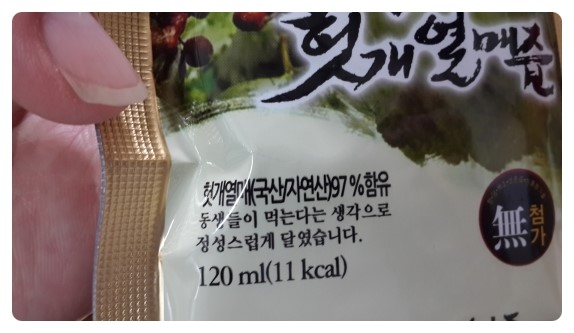 헛개열매즙
헛개열매(국산/자연산)97%함유
동생들이 먹는다는 생각으로
정성스럽게 달였습니다.
120 ml(11 kcal)
無
첨가